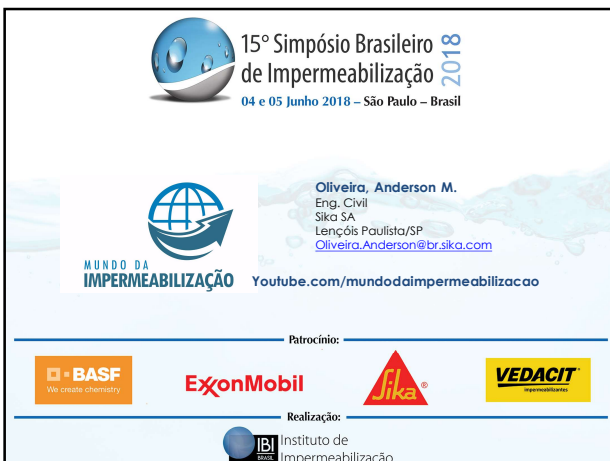 15° Simpósio Brasileiro
de Impermeabilização
2018
04 e 05 Junho 2018 – São Paulo – Brasil
Oliveira, Anderson M.
Eng. Civil
Sika SA
Lençóis Paulista/SP
Oliveira.Anderson@br.sika.com
MUNDO DA
IMPERMEABILIZAÇÃO
Youtube.com/mundodaimpermeabilizacao
Patrocínio:
BASF
We create chemistry
ExxonMobil
Sika®
VEDACIT
impermeabilizantes
Realização:
IBI
BRASIL
Instituto de
Impermeabilização